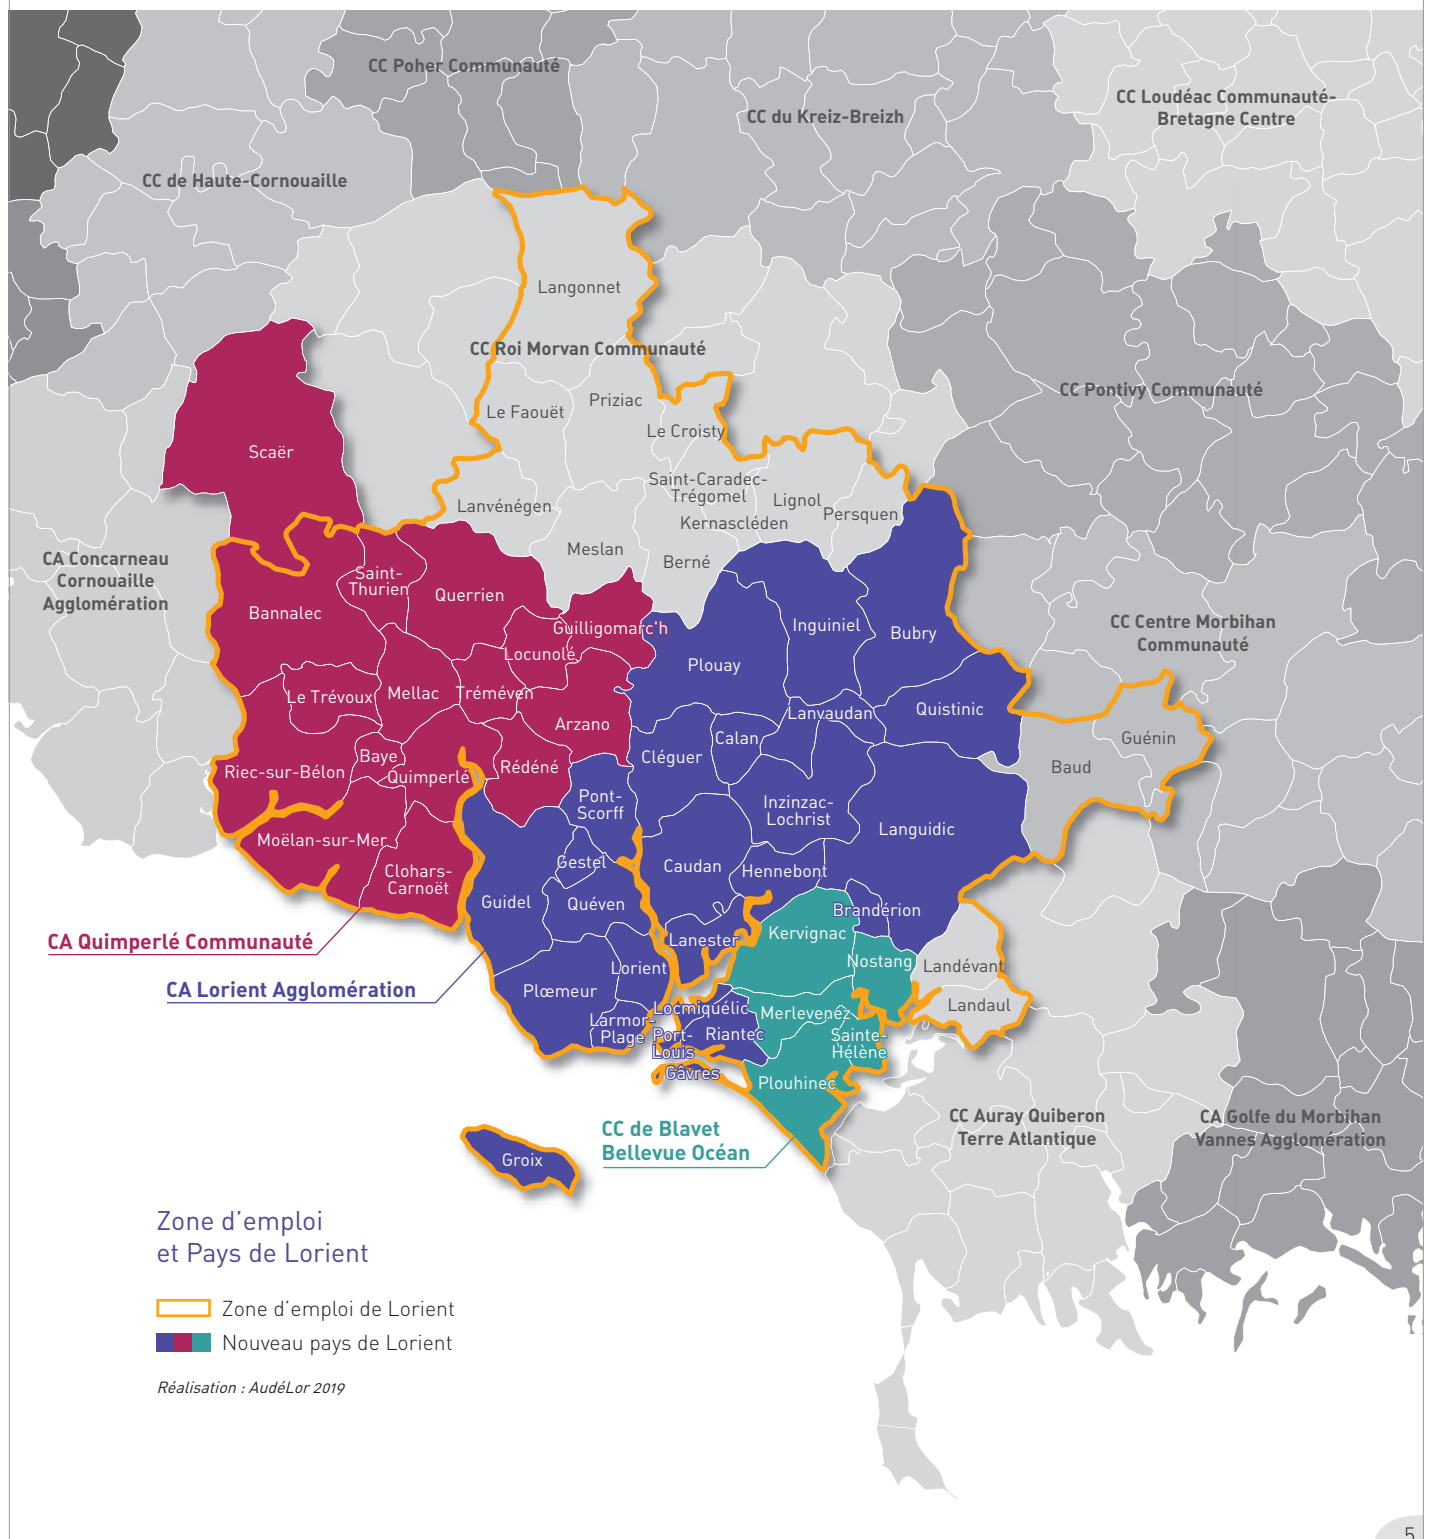 CC Poher Communauté
CC du Kreiz-Breizh
CC Loudéac Communauté-
Bretagne Centre
CC de Haute-Cornouaille
Langonnet
CC Roi Morvan Communauté
CC Pontivy Communauté
Le Faouët
Priziac
Le Croisty
Scaër
Saint-Caradec-
Trégomel
Lignol
Persquen
Lanvénégen
Kernascléden
Meslan
Berné
CA Concarneau
Cornouaille
Agglomération
Saint-
Thurien
Querrien
Bannalec
Guilligomarc'h
Locunolé
Inguiniel
Bubry
CC Centre Morbihan
Communauté
Plouay
Le Trévoux
Mellac
Tréméven
Arzano
Lanvaudan
Quistinic
Calan
Guénin
Baye
Cléguer
Baud
Riec-sur-Bélon
Quimperlé
Rédéné
Pont-
Scorff
Inzinzac-
Lochrist
Languidic
Moëlan-sur-Mer
Gestel
Caudan
Hennebont
Clohars-
Carnoët
Guidel
Quéven
Brandérion
CA Quimperlé Communauté
Lanester
Kervignac
Nostang
Landévant
Lorient
CA Lorient Agglomération
Plœmeur
Landaul
Locmiquélic
Merlevenez
Larmor-
Plage
Port-
Louis
Riantec
Sainte-
Hélène
Gâvres
Plouhinec
CC Auray Quiberon
Terre Atlantique
CA Golfe du Morbihan
Vannes Agglomération
CC de Blavet
Bellevue Océan
Groix
Zone d'emploi
et Pays de Lorient
Zone d'emploi de Lorient
Nouveau pays de Lorient
Réalisation : AudéLor 2019
5